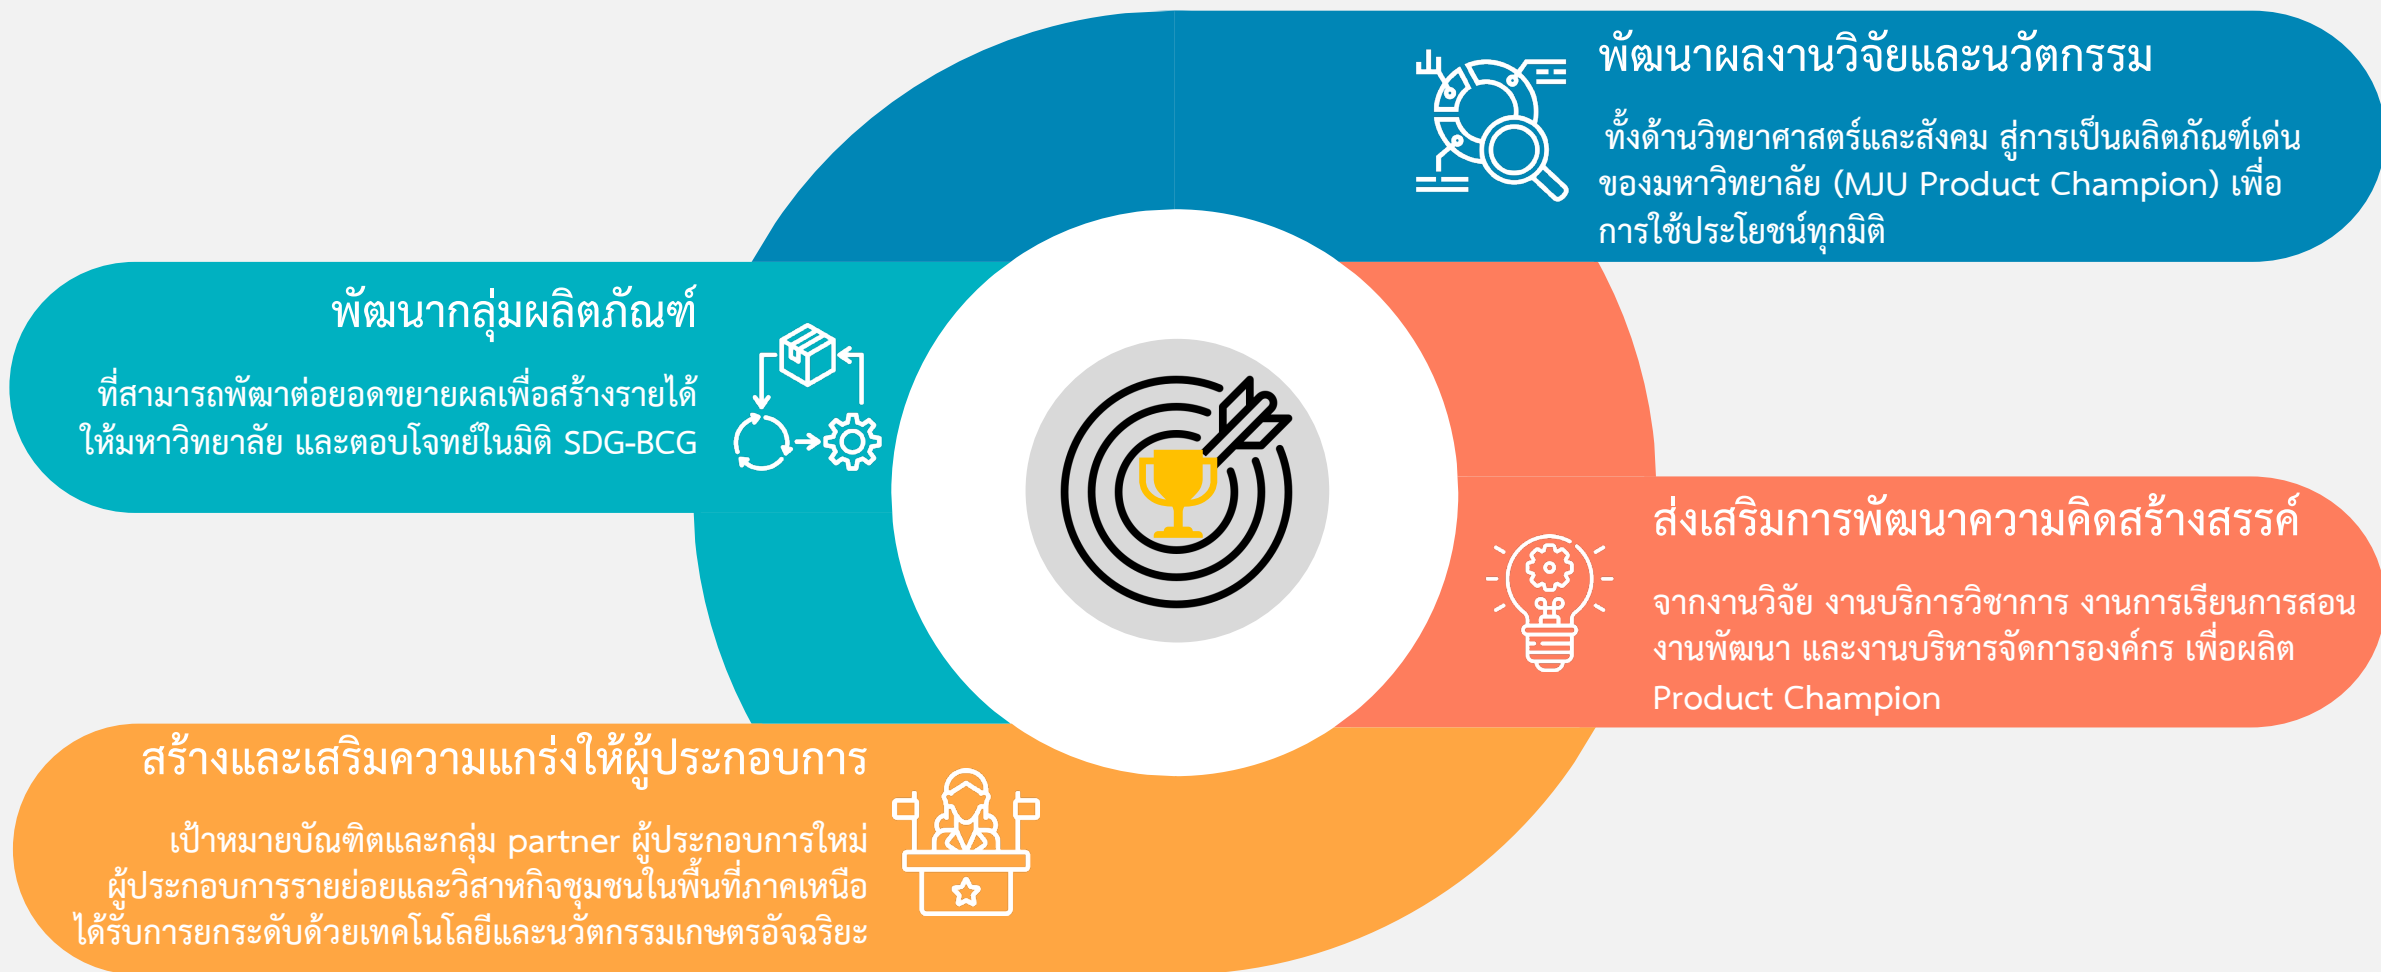 พัฒนาผลงานวิจัยและนวัตกรรม
ทั้งด้านวิทยาศาสตร์และสังคม สู่การเป็นผลิตภัณฑ์เด่น
ของมหาวิทยาลัย (MJU Product Champion) เพื่อ
การใช้ประโยชน์ทุกมิติ
พัฒนากลุ่มผลิตภัณฑ์
ที่สามารถพัฒาต่อยอดขยายผลเพื่อสร้างรายได้
ให้มหาวิทยาลัย และตอบโจทย์ในมิติ SDG-BCG
ส่งเสริมการพัฒนาความคิดสร้างสรรค์
จากงานวิจัย งานบริการวิชาการ งานการเรียนการสอน
งานพัฒนา และงานบริหารจัดการองค์กร เพื่อผลิต
Product Champion
สร้างและเสริมความแกร่งให้ผู้ประกอบการ
เป้าหมายบัณฑิตและกลุ่ม partner ผู้ประกอบการใหม่
ผู้ประกอบการรายย่อยและวิสาหกิจชุมชนในพื้นที่ภาคเหนือ
ได้รับการยกระดับด้วยเทคโนโลยีและนวัตกรรมเกษตรอัจฉริยะ